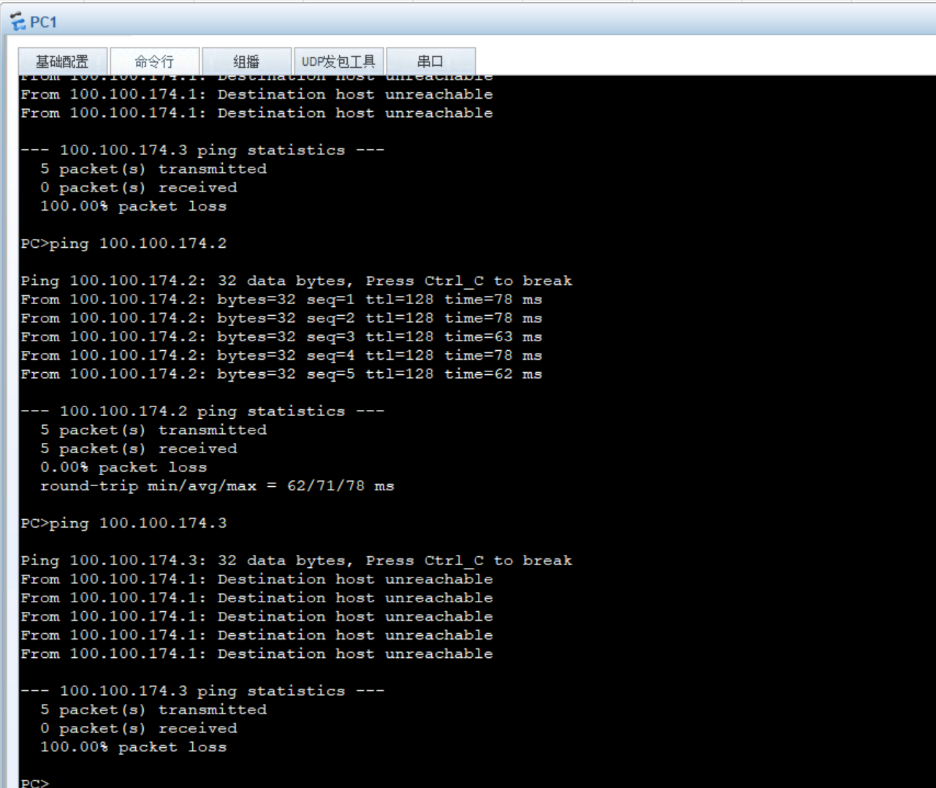 PC1
基础配置 命令行 组播 UDP发包工具 串口
From 100.100.174.1: Destination host unreachable
From 100.100.174.1: Destination host unreachable
From 100.100.174.1: Destination host unreachable
--- 100.100.174.3 ping statistics ---
5 packet(s) transmitted
0 packet(s) received
100.00% packet loss
PC>ping 100.100.174.2
Ping 100.100.174.2: 32 data bytes, Press Ctrl_C to break
From 100.100.174.2: bytes=32 seq=1 ttl=128 time=78 ms
From 100.100.174.2: bytes=32 seq=2 ttl=128 time=78 ms
From 100.100.174.2: bytes=32 seq=3 ttl=128 time=63 ms
From 100.100.174.2: bytes=32 seq=4 ttl=128 time=78 ms
From 100.100.174.2: bytes=32 seq=5 ttl=128 time=62 ms
--- 100.100.174.2 ping statistics ---
5 packet(s) transmitted
5 packet(s) received
0.00% packet loss
round-trip min/avg/max = 62/71/78 ms
PC>ping 100.100.174.3
Ping 100.100.174.3: 32 data bytes, Press Ctrl_C to break
From 100.100.174.1: Destination host unreachable
From 100.100.174.1: Destination host unreachable
From 100.100.174.1: Destination host unreachable
From 100.100.174.1: Destination host unreachable
From 100.100.174.1: Destination host unreachable
--- 100.100.174.3 ping statistics ---
5 packet(s) transmitted
0 packet(s) received
100.00% packet loss
PC>